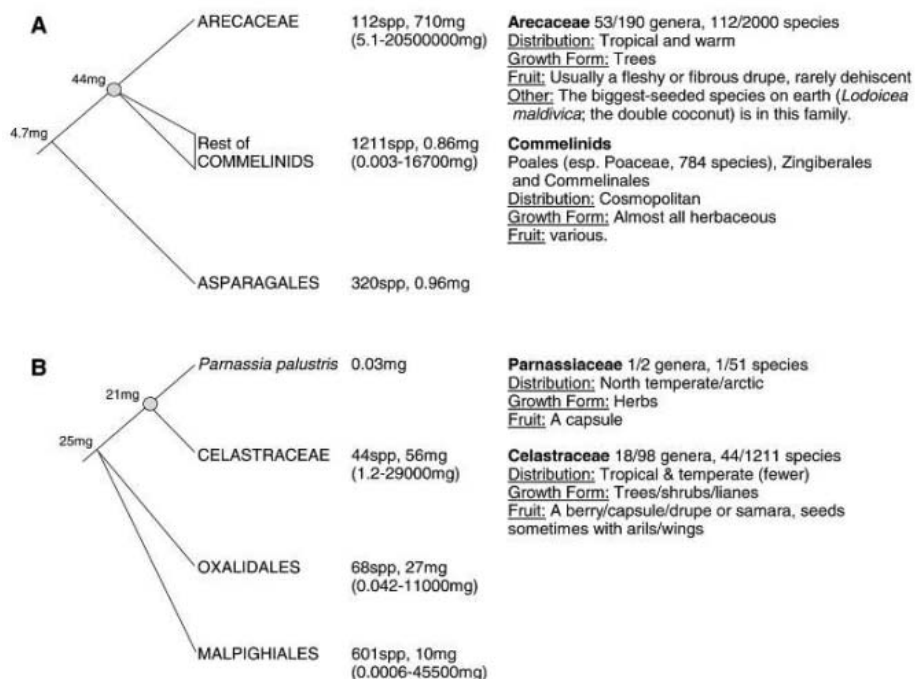 A
ARECACEAE 112spp, 710mg
(5.1-20500000mg)
44mg
4.7mg
Rest of 1211spp, 0.86mg
COMMELINIDS (0.003-16700mg)
ASPARAGALES 320spp, 0.96mg
Arecaceae 53/190 genera, 112/2000 species
Distribution: Tropical and warm
Growth Form: Trees
Fruit: Usually a fleshy or fibrous drupe, rarely dehiscent
Other: The biggest-seeded species on earth (Lodoicea
maldivica; the double coconut) is in this family.
Commelinids
Poales (esp. Poaceae, 784 species), Zingiberales
and Commelinales
Distribution: Cosmopolitan
Growth Form: Almost all herbaceous
Fruit: various.
B
Parnassia palustris 0.03mg
21mg
25mg
CELASTRACEAE 44spp, 56mg
(1.2-29000mg)
OXALIDALES 68spp, 27mg
(0.042-11000mg)
MALPIGHIALES 601spp, 10mg
(0.0006-45500mg)
Parnassiaceae 1/2 genera, 1/51 species
Distribution: North temperate/arctic
Growth Form: Herbs
Fruit: A capsule
Celastraceae 18/98 genera, 44/1211 species
Distribution: Tropical & temperate (fewer)
Growth Form: Trees/shrubs/lianes
Fruit: A berry/capsule/drupe or samara, seeds
sometimes with arils/wings